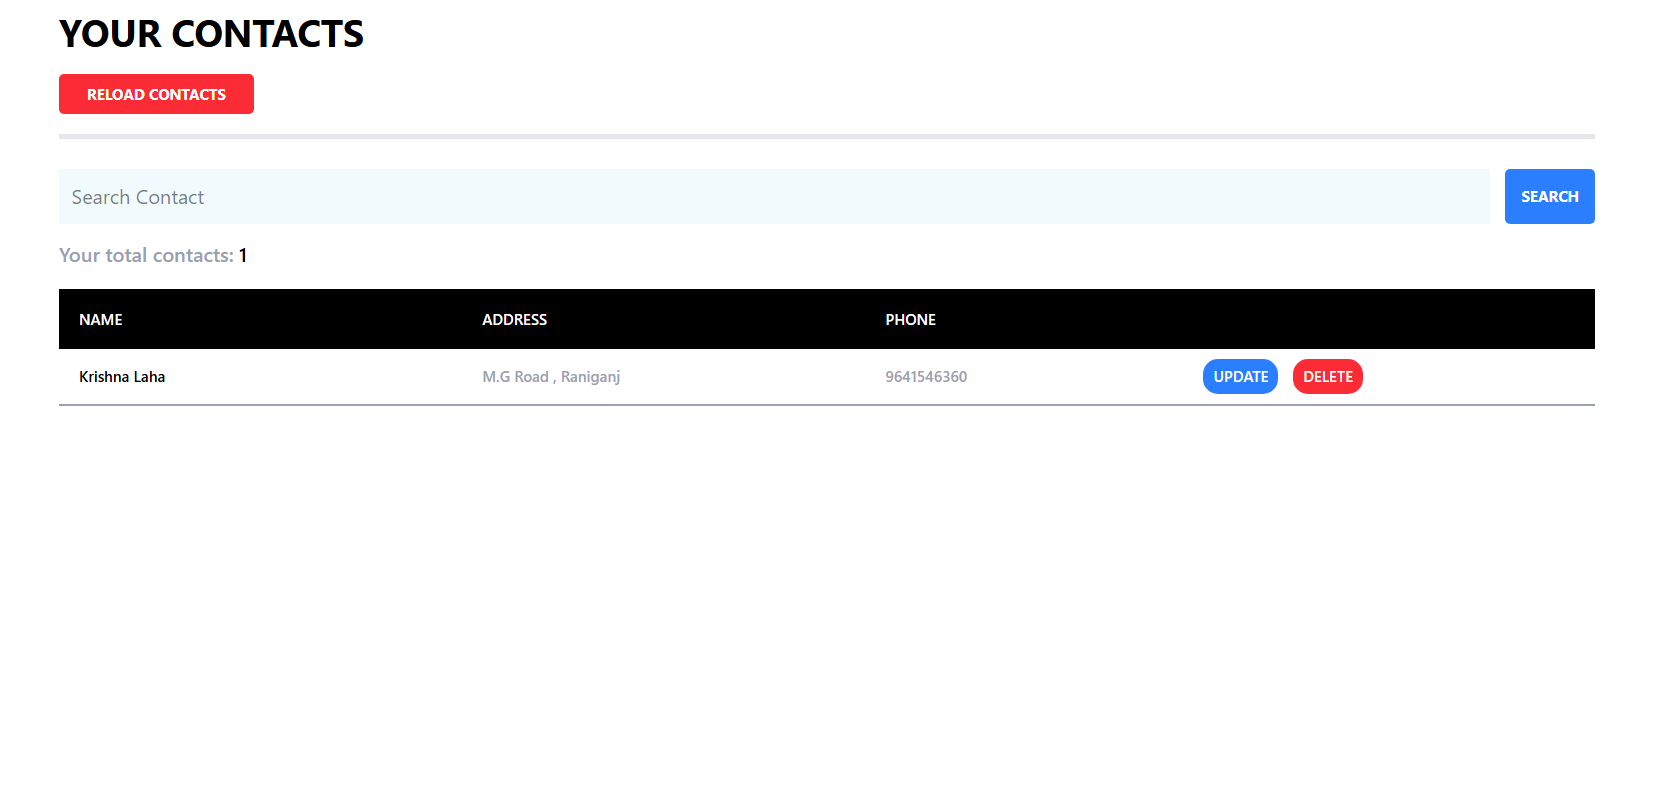 YOUR CONTACTS
RELOAD CONTACTS
Search Contact
SEARCH
Your total contacts: 1
NAME ADDRESS PHONE
Krishna Laha M.G Road , Raniganj 9641546360 UPDATE DELETE